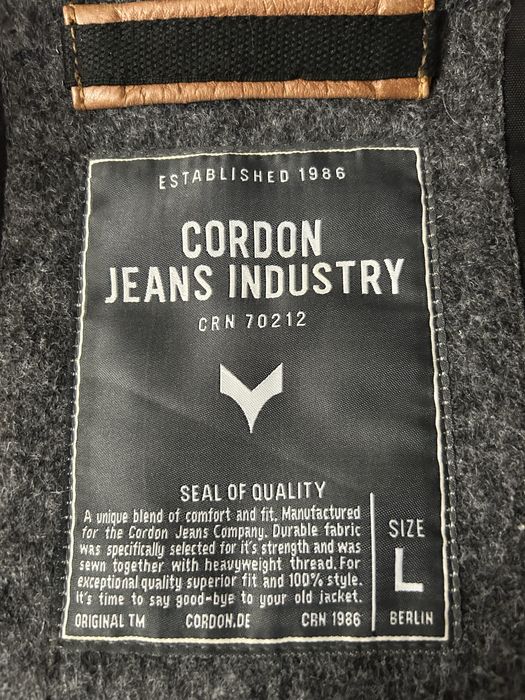 ESTABLISHED 1986
CORDON
JEANS INDUSTRY
CRN 70212
SEAL OF QUALITY
A unique blend of comfort and fit. Manufactured
for the Cordon Jeans Company. Durable fabric
was specifically selected for it's strength and was
sewn together with heavyweight thread. For
exceptional quality superior fit and 100% style.
It's time to say good-bye to your old jacket.
ORIGINAL TM CORDON.DE CRN 1986
SIZE
L
BERLIN